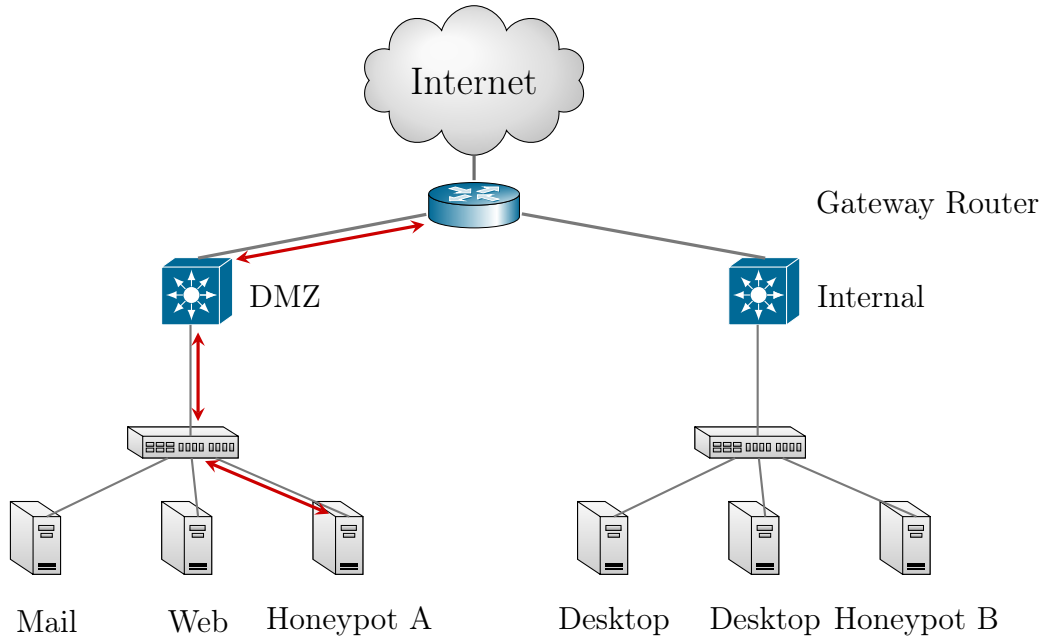 Internet
Gateway Router
DMZ
Internal
Mail
Web
Honeypot A
Desktop
Desktop
Honeypot B